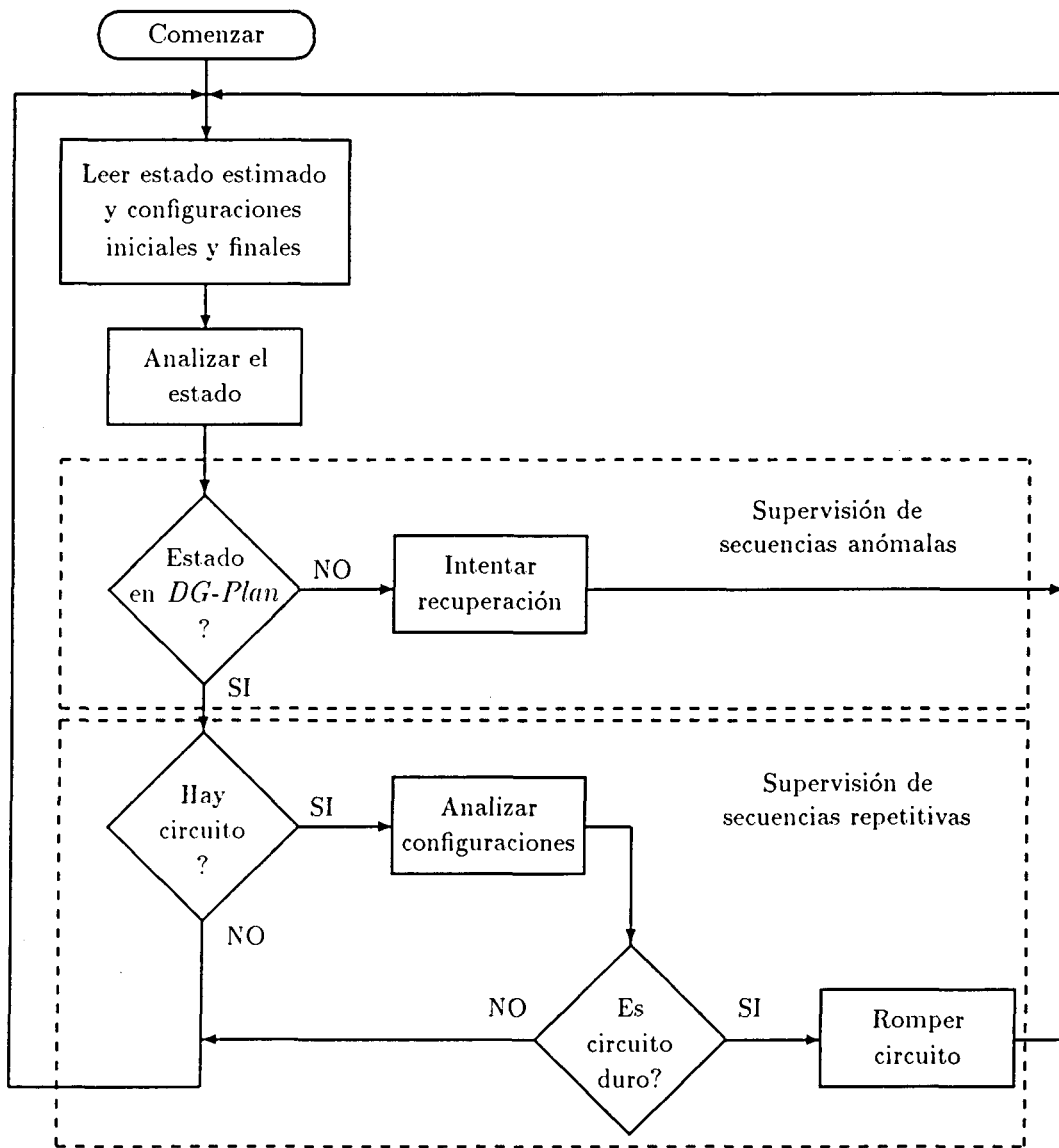 Comenzar
Leer estado estimado
y configuraciones
iniciales y finales
Analizar el
estado
Estado
en DG-Plan
?
NO
Intentar
recuperación
Supervisión de
secuencias anómalas
SI
Hay
circuito
?
SI
Analizar
configuraciones
Supervisión de
secuencias repetitivas
NO
NO
Es
circuito
duro?
SI
Romper
circuito